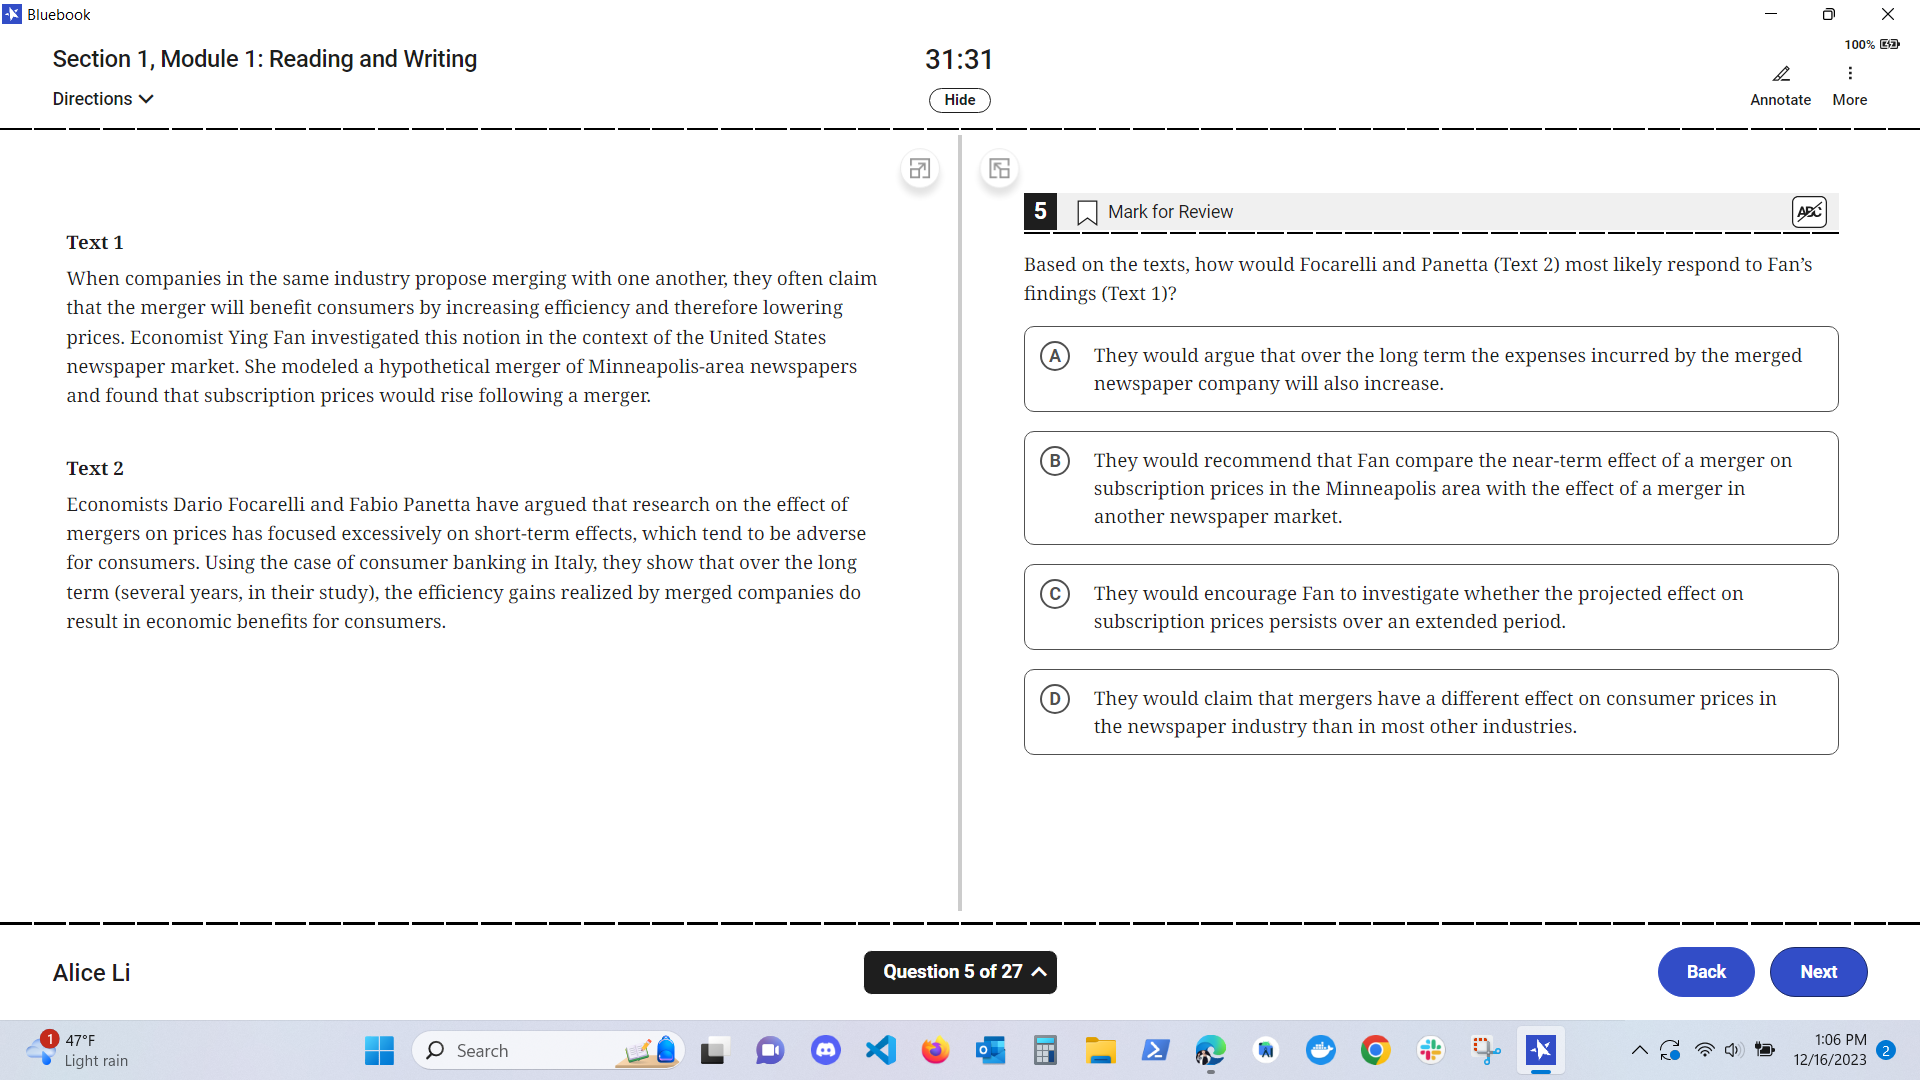 Bluebook
Section 1, Module 1: Reading and Writing
Directions
31:31
Hide
100%
Annotate
More
Text 1
When companies in the same industry propose merging with one another, they often claim
that the merger will benefit consumers by increasing efficiency and therefore lowering
prices. Economist Ying Fan investigated this notion in the context of the United States
newspaper market. She modeled a hypothetical merger of Minneapolis-area newspapers
and found that subscription prices would rise following a merger.
Text 2
Economists Dario Focarelli and Fabio Panetta have argued that research on the effect of
mergers on prices has focused excessively on short-term effects, which tend to be adverse
for consumers. Using the case of consumer banking in Italy, they show that over the long
term (several years, in their study), the efficiency gains realized by merged companies do
result in economic benefits for consumers.
5
Mark for Review
ABC
Based on the texts, how would Focarelli and Panetta (Text 2) most likely respond to Fan's
findings (Text 1)?
A
They would argue that over the long term the expenses incurred by the merged
newspaper company will also increase.
B
They would recommend that Fan compare the near-term effect of a merger on
subscription prices in the Minneapolis area with the effect of a merger in
another newspaper market.
C
They would encourage Fan to investigate whether the projected effect on
subscription prices persists over an extended period.
D
They would claim that mergers have a different effect on consumer prices in
the newspaper industry than in most other industries.
Alice Li
Question 5 of 27
Back
Next
1
47°F
Light rain
Search
1:06 PM
12/16/2023
2